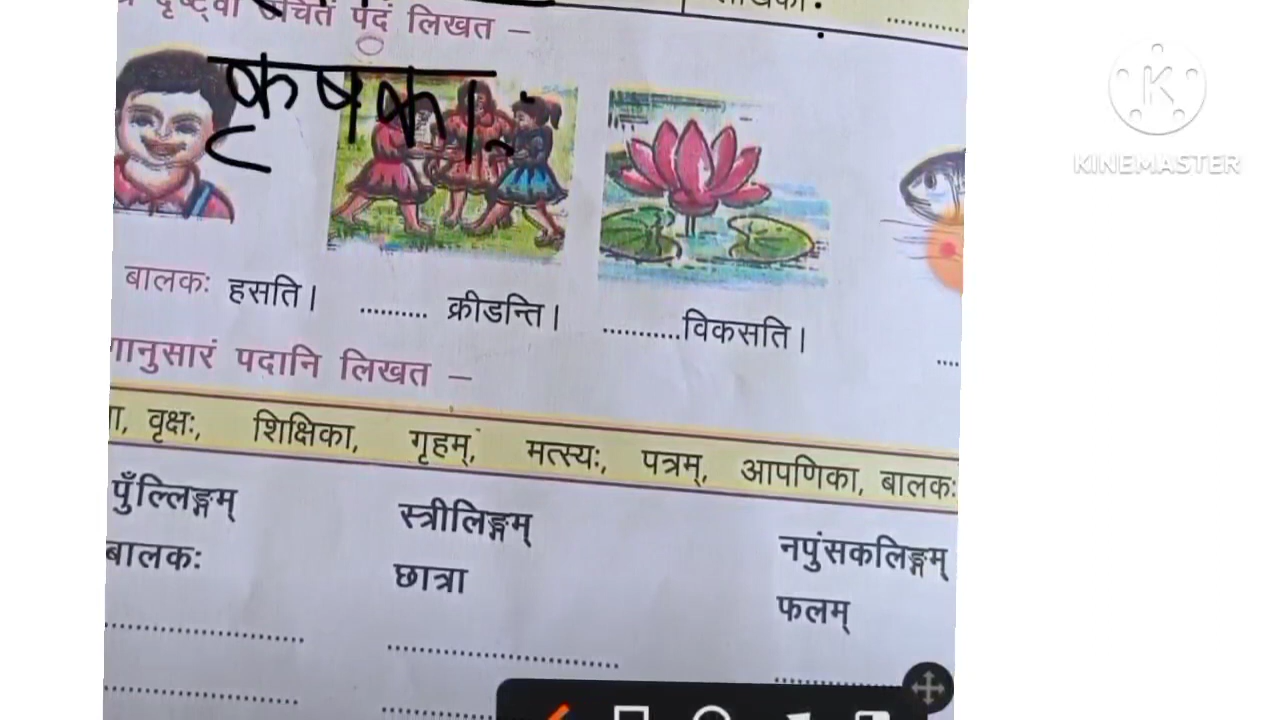 दृष्ट्वा उचितं पदं लिखत –
कृषकाः
K
KINEMASTER
बालकः हसति। .......... क्रीडन्ति। ...........विकसति।
गानुसारं पदानि लिखत –
ा, वृक्षः, शिक्षिका, गृहम्, मत्स्यः, पत्रम्, आपणिका, बालकः
पुँल्लिङ्गम् स्त्रीलिङ्गम् नपुंसकलिङ्गम्
बालकः छात्रा फलम्